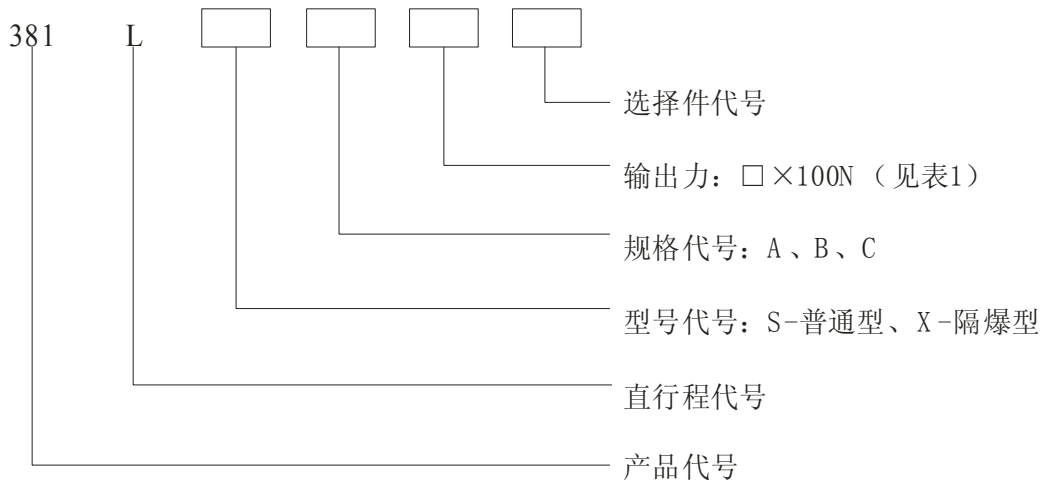 381 L
选择件代号
输出力：□×100N（见表1）
规格代号：A、B、C
型号代号：S-普通型、X-隔爆型
直行程代号
产品代号